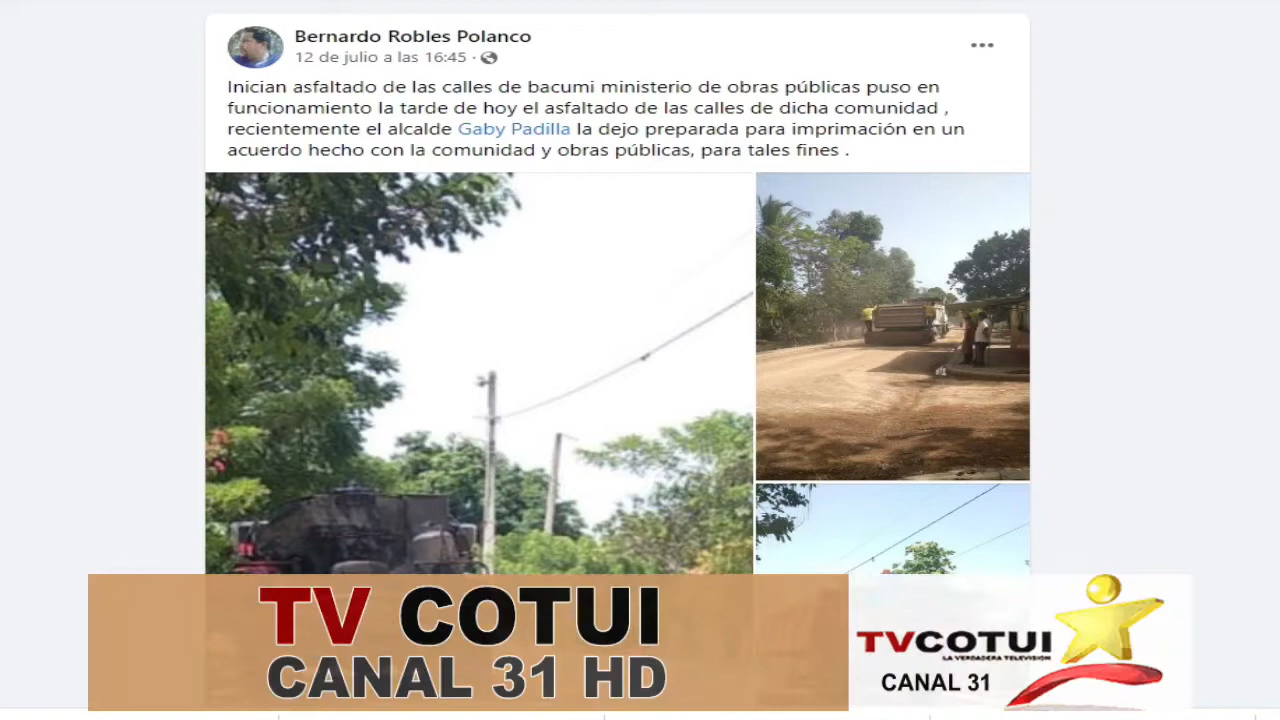 Bernardo Robles Polanco
12 de julio a las 16:45 ·
Inician asfaltado de las calles de bacumi ministerio de obras públicas puso en
funcionamiento la tarde de hoy el asfaltado de las calles de dicha comunidad ,
recientemente el alcalde Gaby Padilla la dejo preparada para imprimación en un
acuerdo hecho con la comunidad y obras públicas, para tales fines .
TV COTUI
CANAL 31 HD
TVCOTUI
LA VERDADERA TELEVISIÓN
CANAL 31